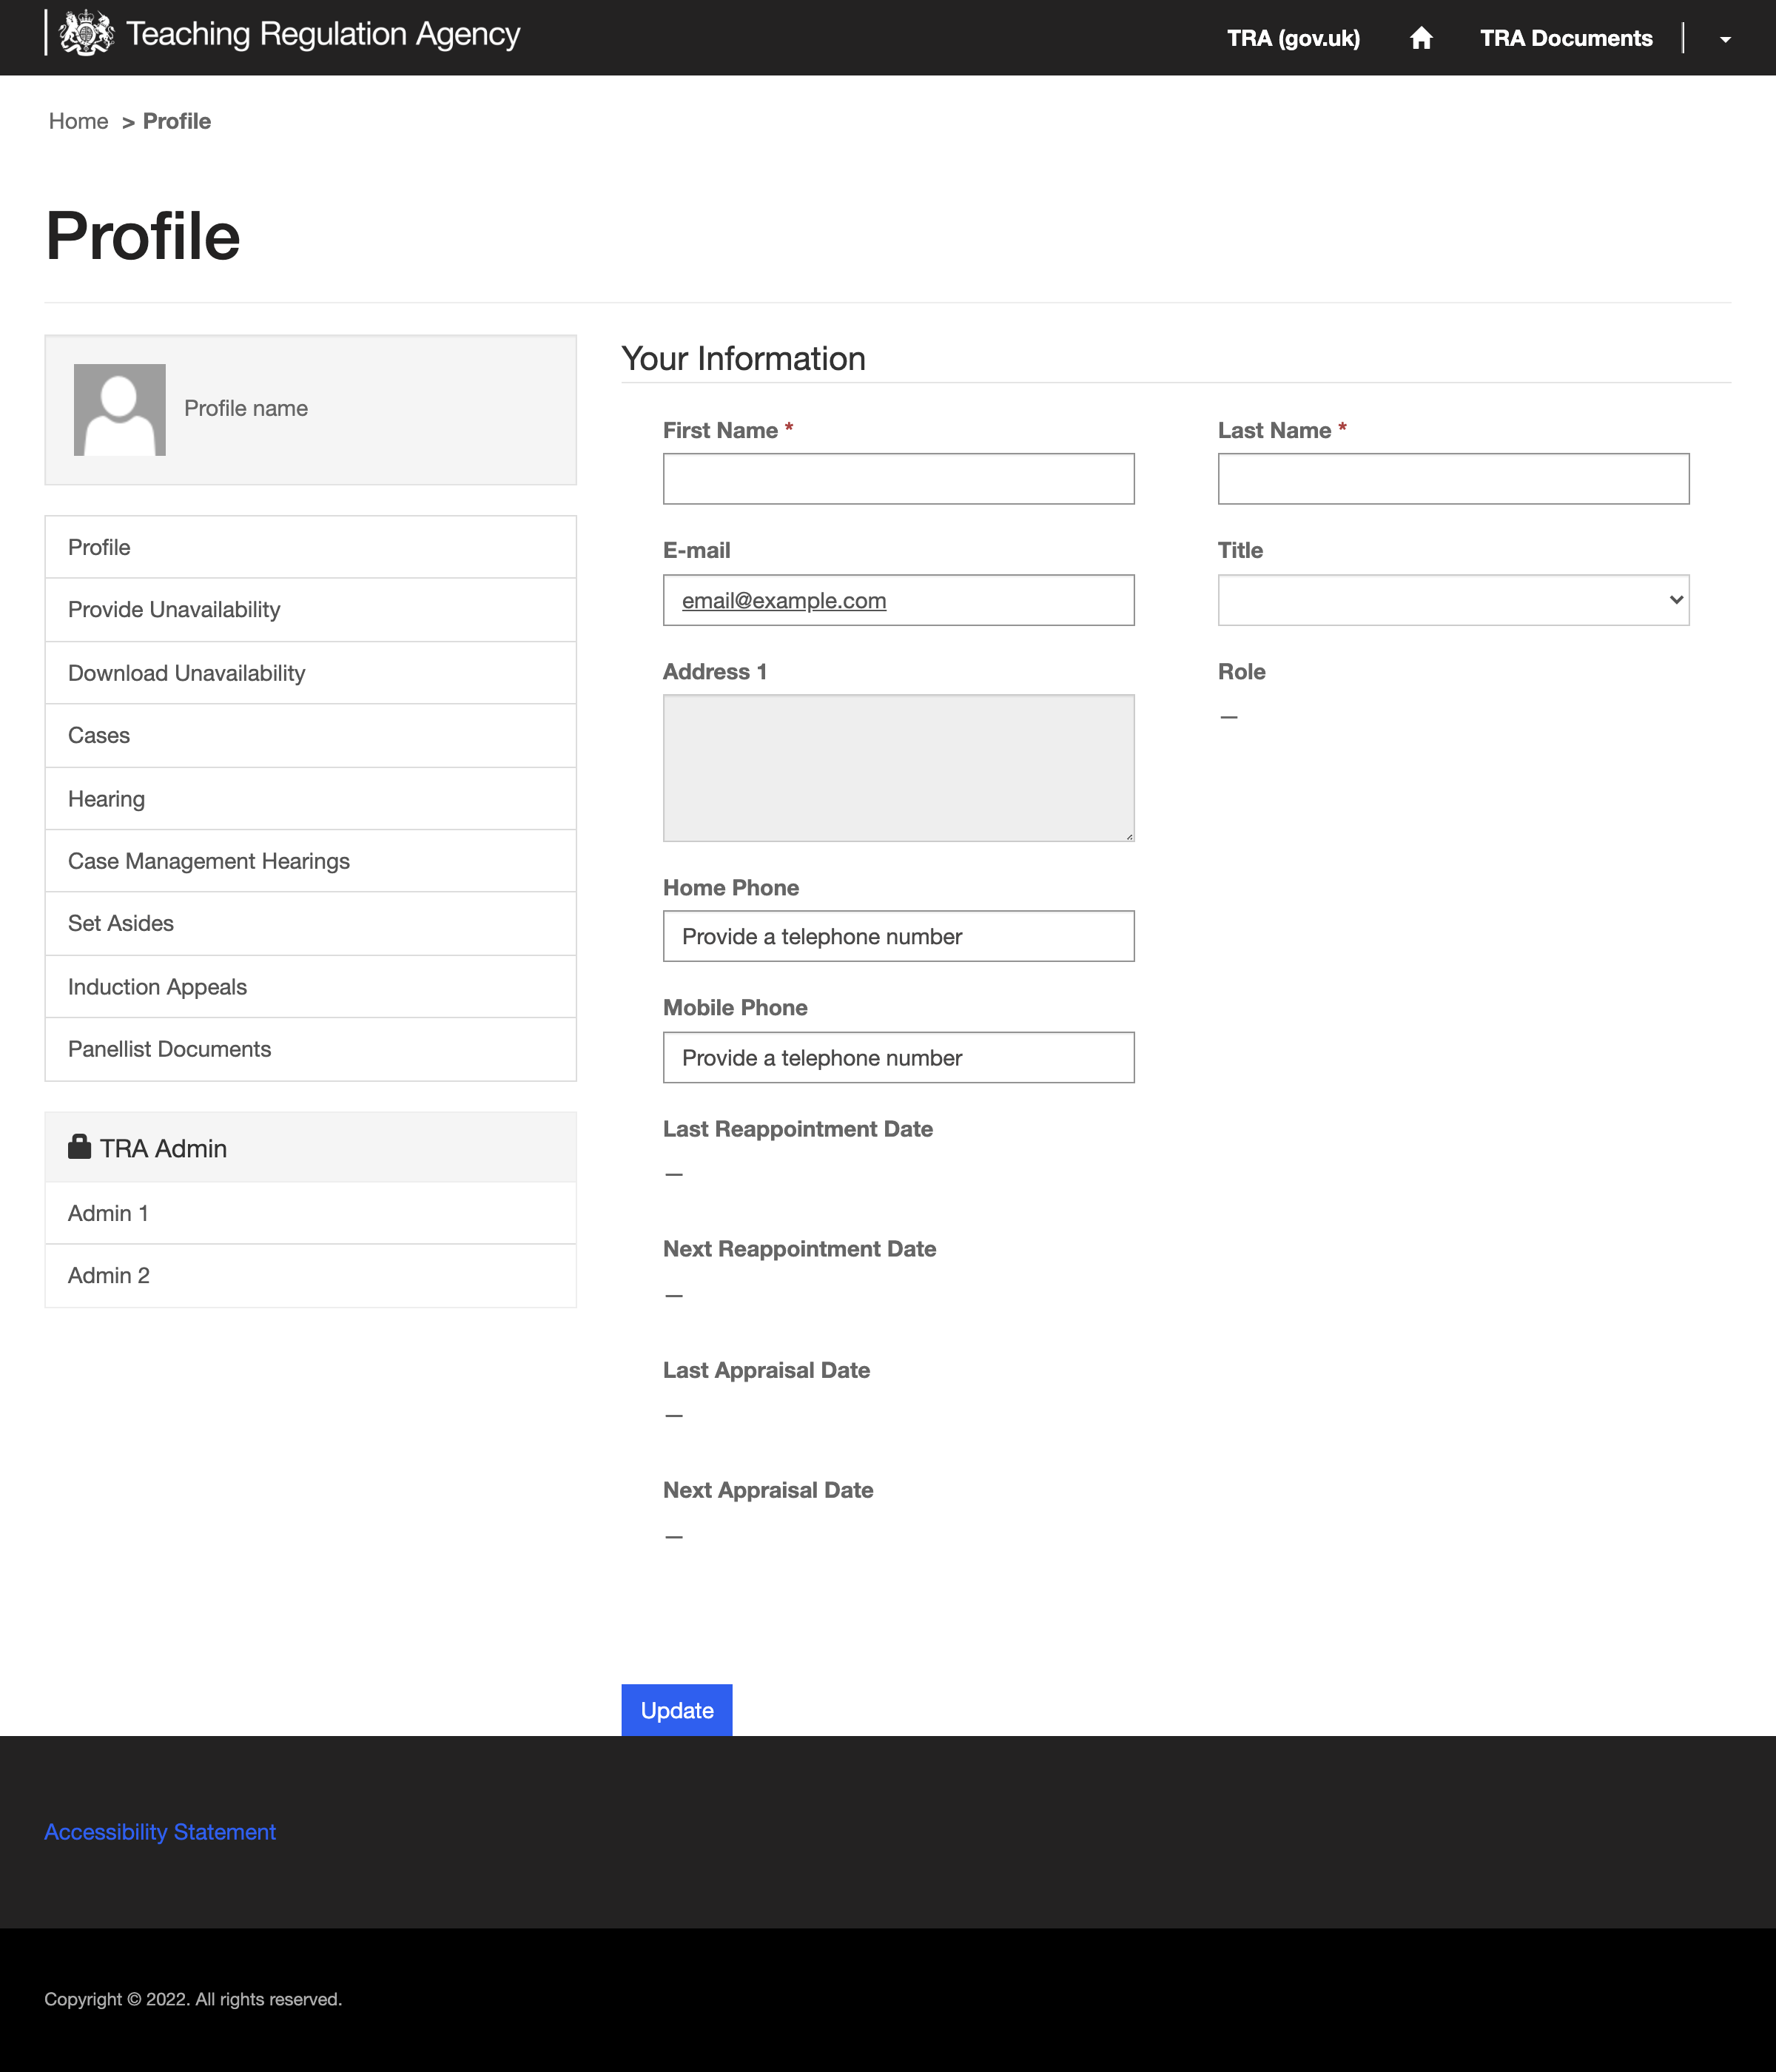 Teaching Regulation Agency
TRA (gov.uk)
TRA Documents
Home > Profile
Profile
Profile name
Profile
Provide Unavailability
Download Unavailability
Cases
Hearing
Case Management Hearings
Set Asides
Induction Appeals
Panellist Documents
TRA Admin
Admin 1
Admin 2
Your Information
First Name *
Last Name *
E-mail
email@example.com
Title
Address 1
Role
—
Home Phone
Provide a telephone number
Mobile Phone
Provide a telephone number
Last Reappointment Date
—
Next Reappointment Date
—
Last Appraisal Date
—
Next Appraisal Date
—
Update
Accessibility Statement
Copyright © 2022. All rights reserved.